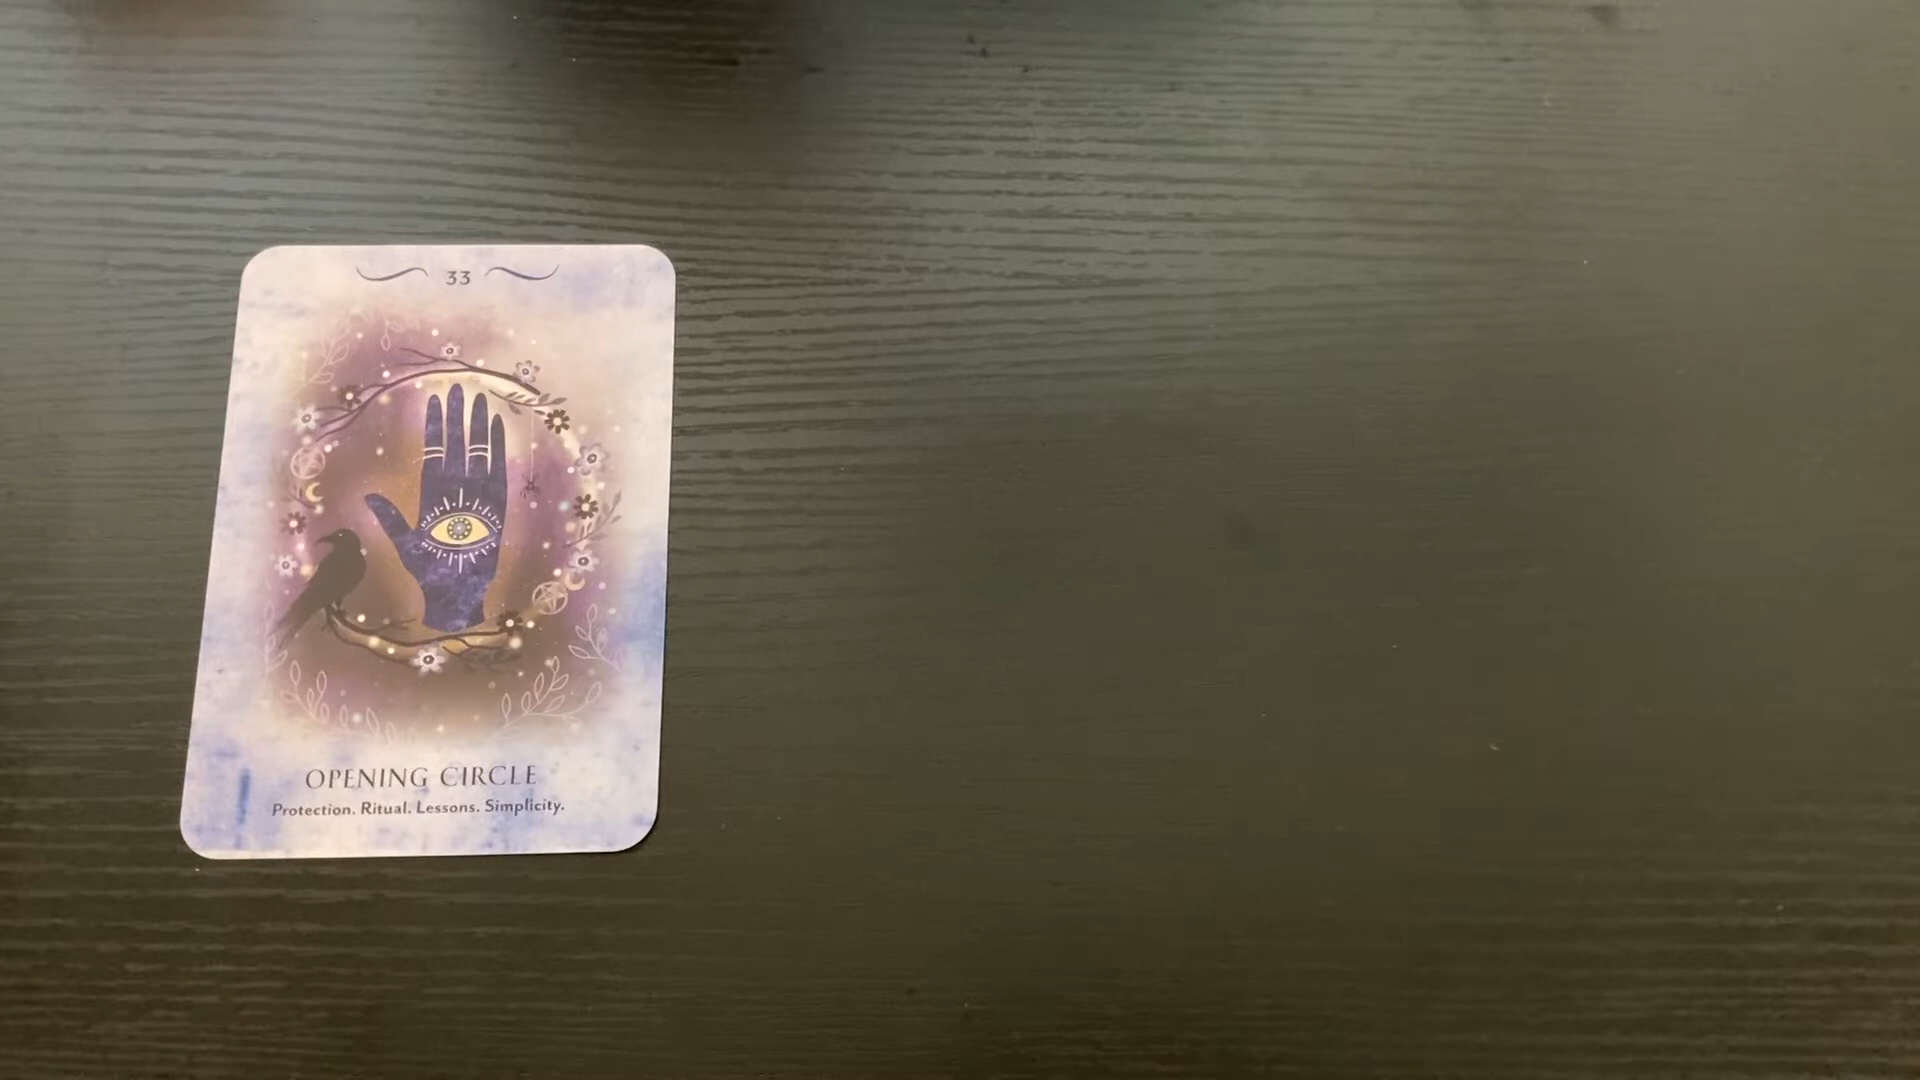 33
OPENING CIRCLE
Protection. Ritual. Lessons. Simplicity.